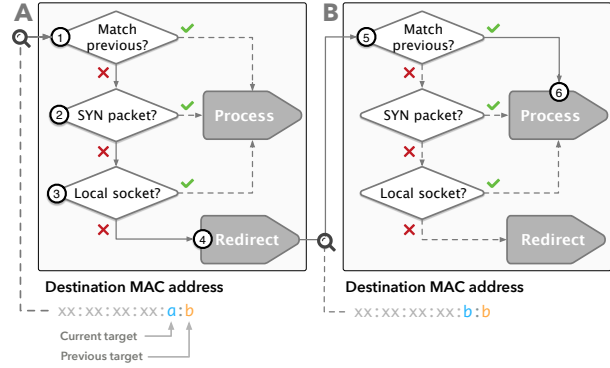 A
B
1
Match
previous?
2
SYN packet?
Process
3
Local socket?
4
Redirect
5
Match
previous?
6
SYN packet?
Process
Local socket?
Redirect
Destination MAC address
xx:xx:xx:xx:a:b
Current target
Previous target
Destination MAC address
xx:xx:xx:xx:b:b